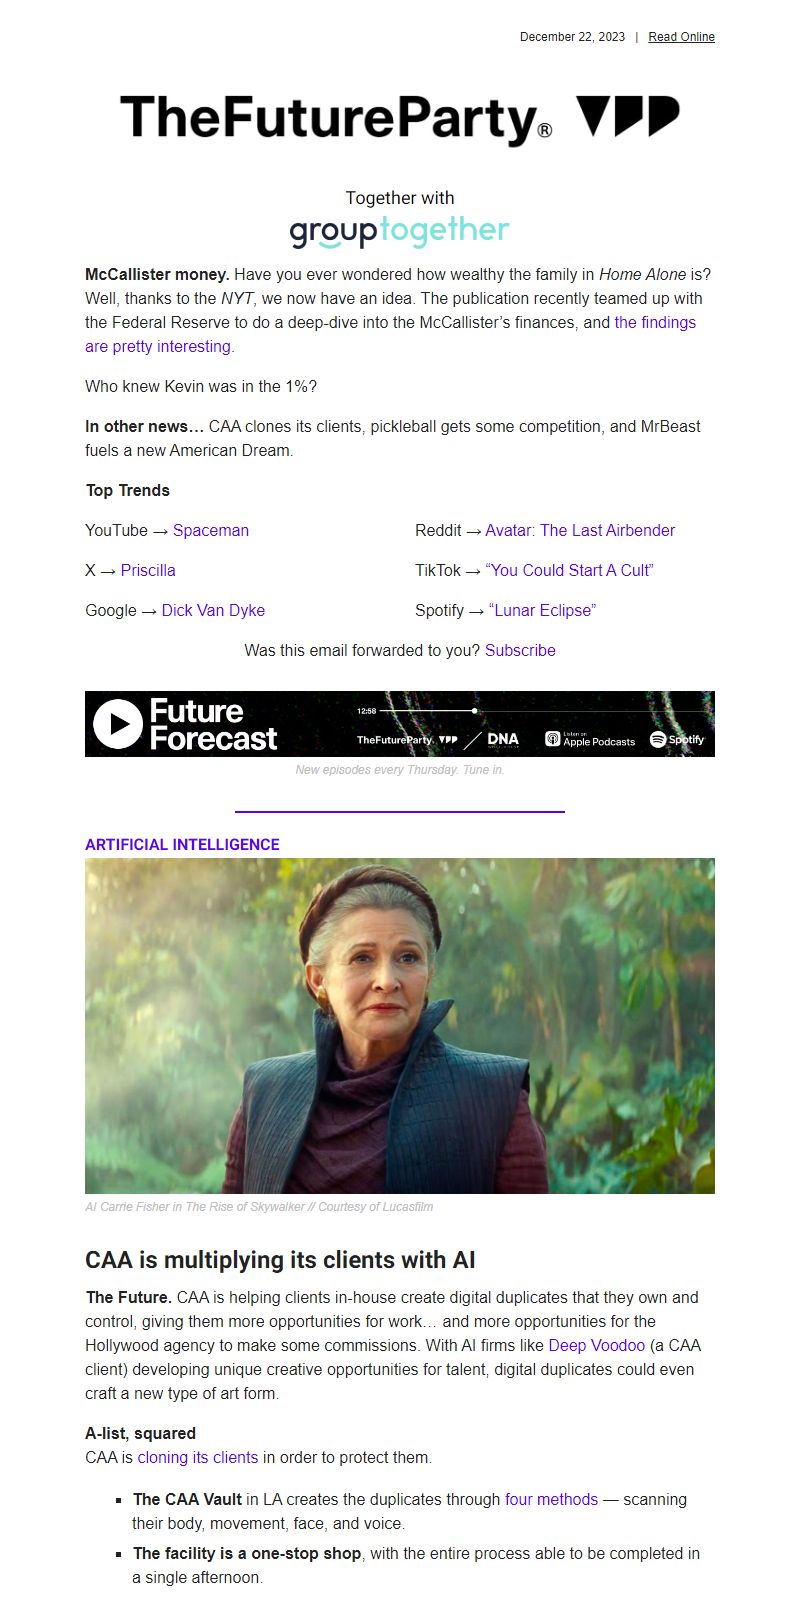 December 22, 2023 | Read Online
TheFutureParty®
Together with
grouptogether
McCallister money. Have you ever wondered how wealthy the family in Home Alone is?
Well, thanks to the NYT, we now have an idea. The publication recently teamed up with
the Federal Reserve to do a deep-dive into the McCallister’s finances, and the findings
are pretty interesting.
Who knew Kevin was in the 1%?
In other news… CAA clones its clients, pickleball gets some competition, and MrBeast
fuels a new American Dream.
Top Trends
YouTube → Spaceman
Reddit → Avatar: The Last Airbender
X → Priscilla
TikTok → “You Could Start A Cult”
Google → Dick Van Dyke
Spotify → “Lunar Eclipse”
Was this email forwarded to you? Subscribe
Future
Forecast
12:58
TheFutureParty. DNA
Listen on
Apple Podcasts
Spotify
New episodes every Thursday. Tune in.
ARTIFICIAL INTELLIGENCE
AI Carrie Fisher in The Rise of Skywalker // Courtesy of Lucasfilm
CAA is multiplying its clients with AI
The Future. CAA is helping clients in-house create digital duplicates that they own and
control, giving them more opportunities for work… and more opportunities for the
Hollywood agency to make some commissions. With AI firms like Deep Voodoo (a CAA
client) developing unique creative opportunities for talent, digital duplicates could even
craft a new type of art form.
A-list, squared
CAA is cloning its clients in order to protect them.
▪ The CAA Vault in LA creates the duplicates through four methods — scanning
their body, movement, face, and voice.
▪ The facility is a one-stop shop, with the entire process able to be completed in
a single afternoon.